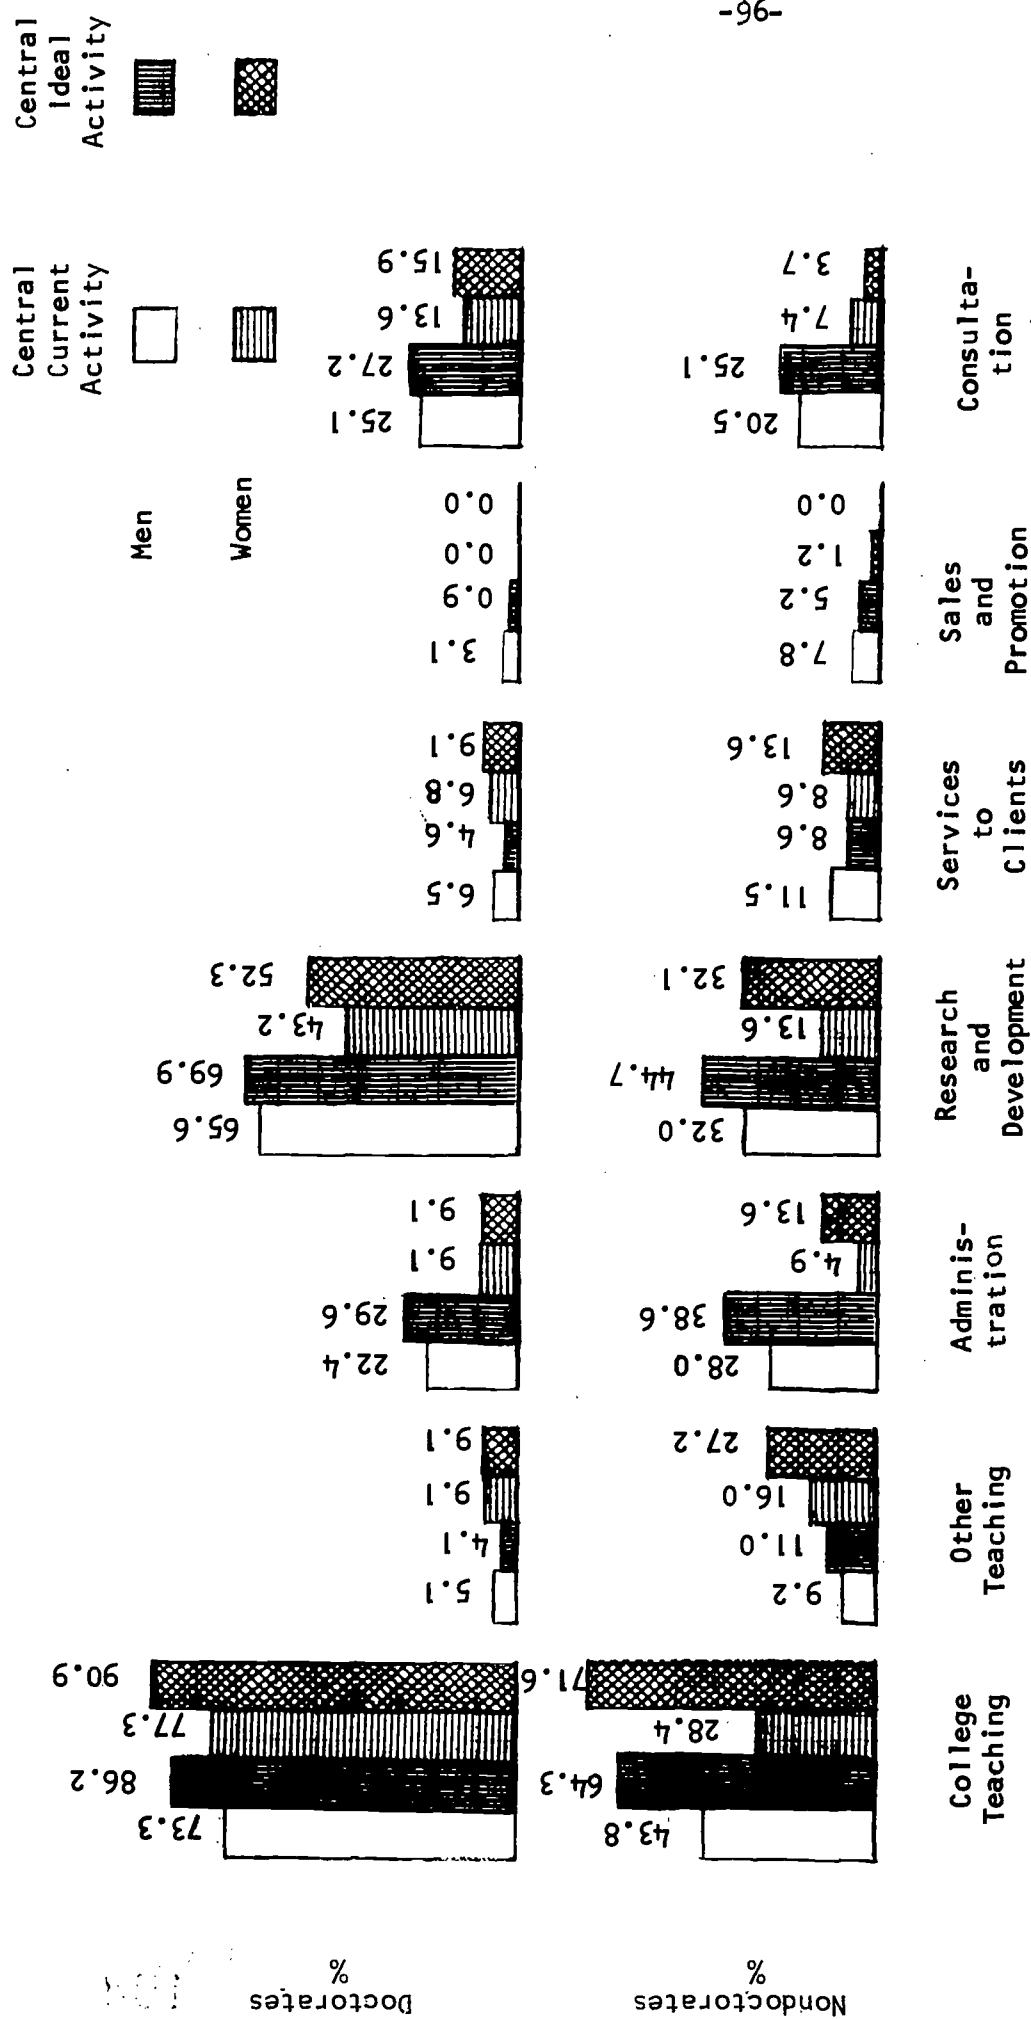 -96-
Central
Current
Activity
Central
Ideal
Activity
Men
Women
Doctorates
%
73.3
86.2
77.3
90.9
5.1
4.1
9.1
9.1
22.4
29.6
9.1
9.1
65.6
69.9
43.2
52.3
6.5
4.6
6.8
9.1
3.1
0.9
0.0
0.0
25.1
27.2
13.6
15.9
Nondoctorates
%
43.8
64.3
28.4
71.6
9.2
11.0
16.0
27.2
28.0
38.6
4.9
13.6
32.0
44.7
13.6
32.1
11.5
8.6
8.6
13.6
7.8
5.2
1.2
0.0
20.5
25.1
7.4
3.7
College
Teaching
Other
Teaching
Adminis-
tration
Research
and
Development
Services
to
Clients
Sales
and
Promotion
Consulta-
tion